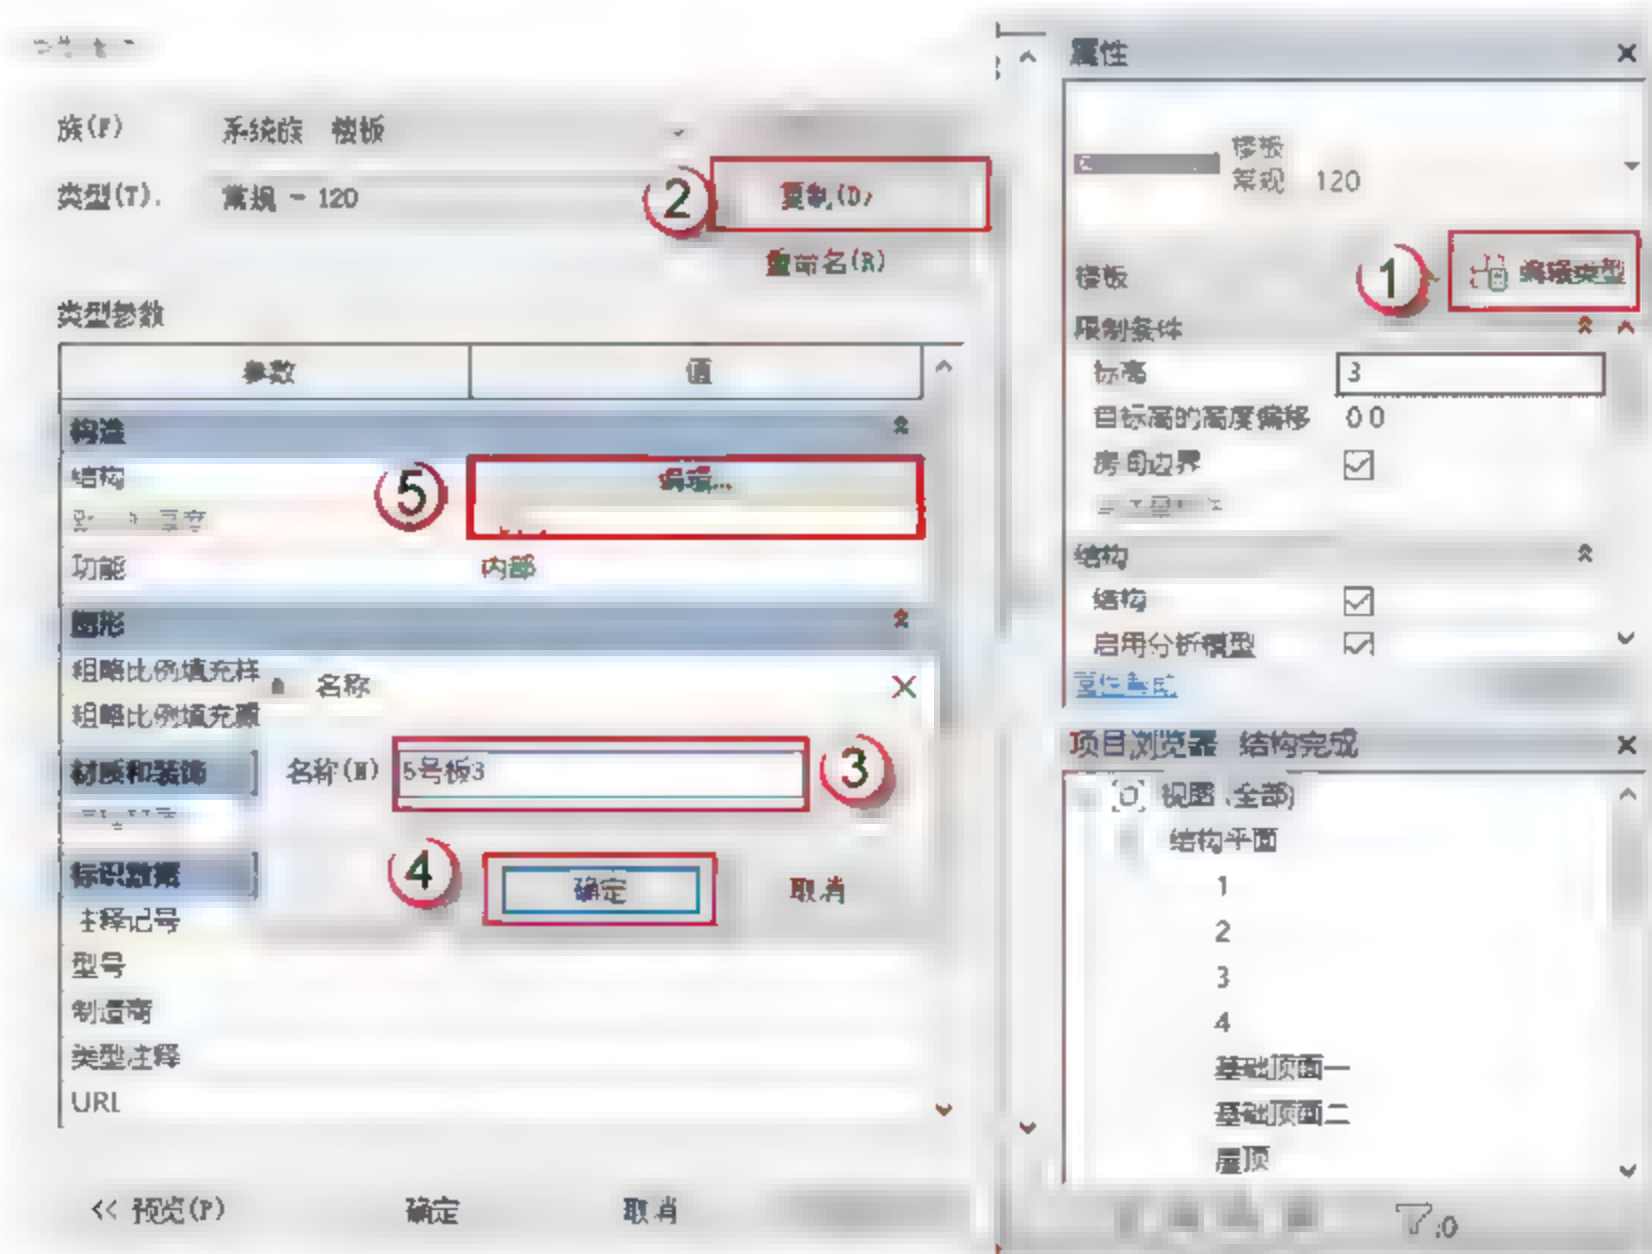 族(F)
系统族 楼板
类型(T).
常规 - 120
2
复制(D)
重命名(R)
类型参数
参数
值
构造
结构
5
编辑...
功能
内部
图形
粗略比例填充样
粗略比例填充颜
名称
材质和装饰
名称(N)
5号板3
3
标识数据
4
确定
取消
注释记号
型号
制造商
类型注释
URL
<< 预览(P)
确定
取消
属性
楼板
常规 120
楼板
1
编辑类型
限制条件
标高
3
自标高的高度偏移
0 0
房间边界
结构
结构
启用分析模型
属性帮助
项目浏览器 结构完成
视图 (全部)
结构平面
1
2
3
4
基础顶面一
基础顶面二
屋顶
:0